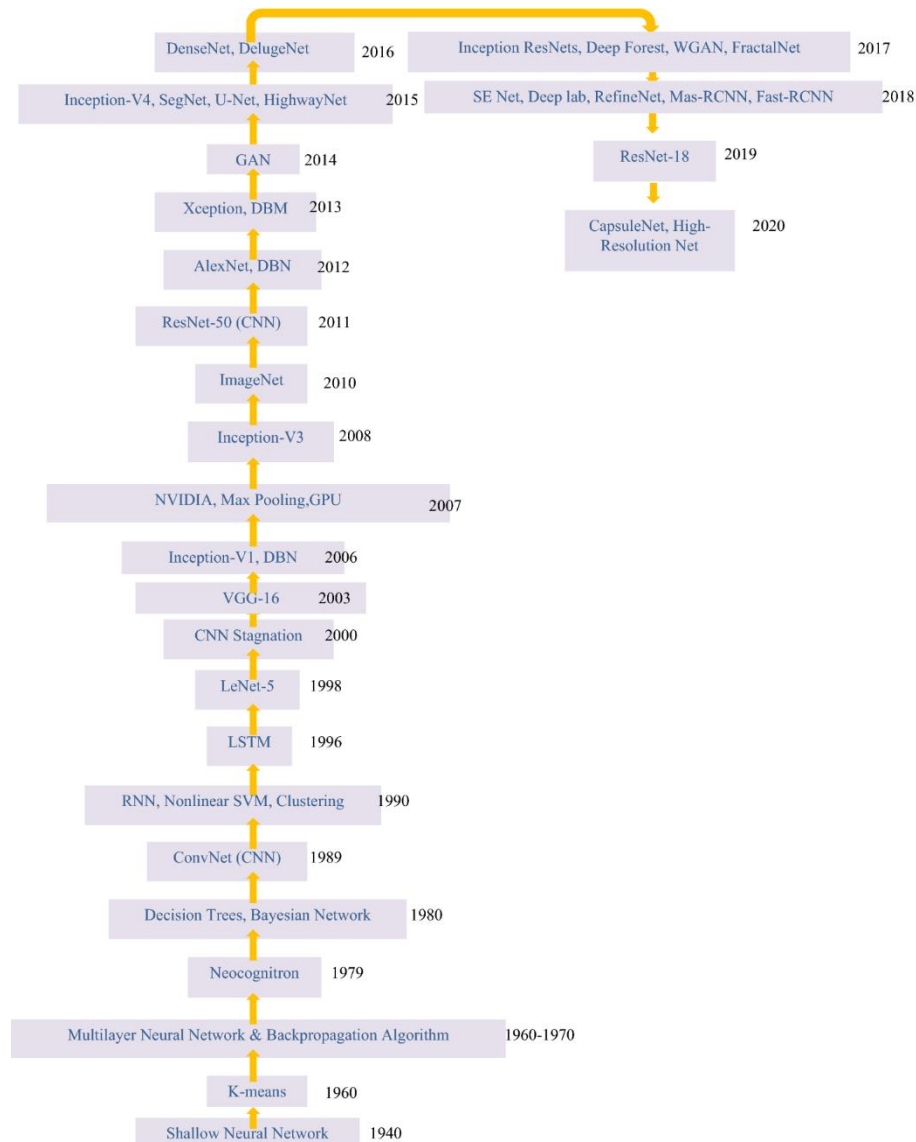 DenseNet, DelugeNet 2016
Inception ResNets, Deep Forest, WGAN, FractalNet 2017
Inception-V4, SegNet, U-Net, HighwayNet 2015
SE Net, Deep lab, RefineNet, Mas-RCNN, Fast-RCNN 2018
GAN 2014
ResNet-18 2019
Xception, DBM 2013
CapsuleNet, High-
Resolution Net
2020
AlexNet, DBN 2012
ResNet-50 (CNN) 2011
ImageNet 2010
Inception-V3 2008
NVIDIA, Max Pooling,GPU 2007
Inception-V1, DBN 2006
VGG-16 2003
CNN Stagnation 2000
LeNet-5 1998
LSTM 1996
RNN, Nonlinear SVM, Clustering 1990
ConvNet (CNN) 1989
Decision Trees, Bayesian Network 1980
Neocognitron 1979
Multilayer Neural Network & Backpropagation Algorithm 1960-1970
K-means 1960
Shallow Neural Network 1940